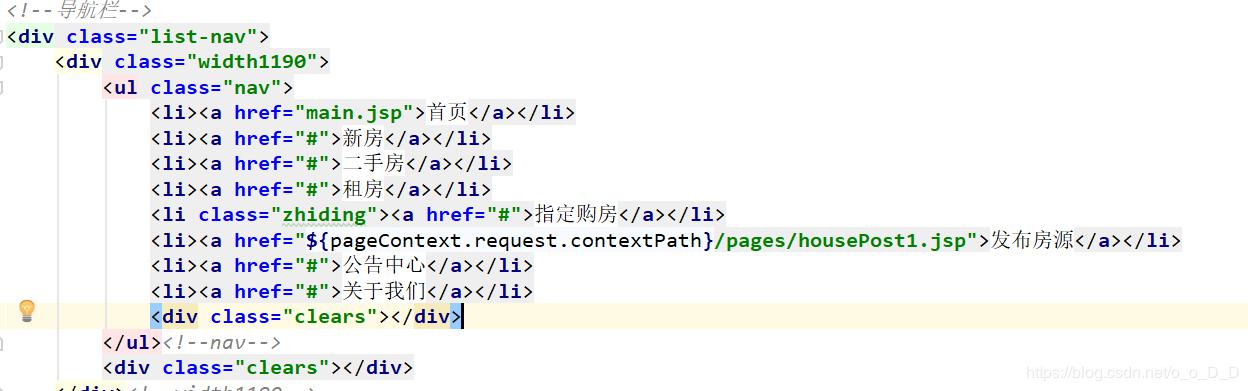 <!--导航栏-->
<div class="list-nav">
<div class="width1190">
<ul class="nav">
<li><a href="main.jsp">首页</a></li>
<li><a href="#">新房</a></li>
<li><a href="#">二手房</a></li>
<li><a href="#">租房</a></li>
<li class="zhiding"><a href="#">指定购房</a></li>
<li><a href="${pageContext.request.contextPath}/pages/housePost1.jsp">发布房源</a></li>
<li><a href="#">公告中心</a></li>
<li><a href="#">关于我们</a></li>
<div class="clears"></div>
</ul><!--nav-->
<div class="clears"></div>
https://blog.csdn.net/o_o_D_D